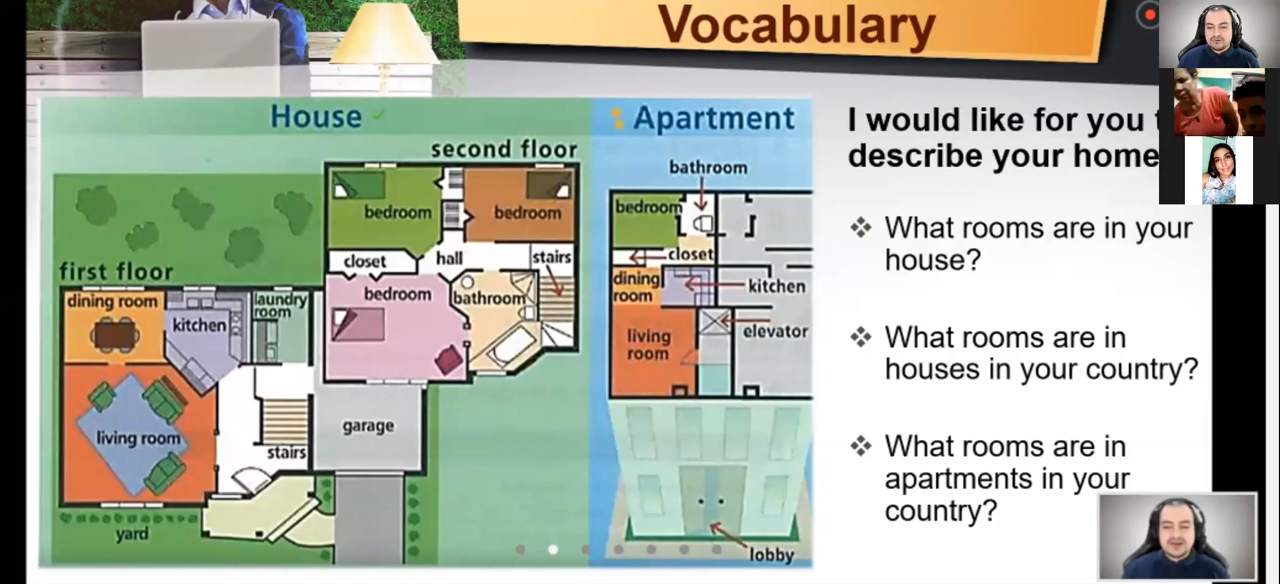 Vocabulary
House
Apartment
second floor
bedroom
bedroom
closet
hall
stairs
bedroom
bathroom
first floor
dining room
kitchen
laundry
room
living room
stairs
garage
yard
bathroom
bedroom
closet
dining
room
kitchen
living
room
elevator
lobby
I would like for you
describe your home
What rooms are in your
house?
What rooms are in
houses in your country?
What rooms are in
apartments in your
country?